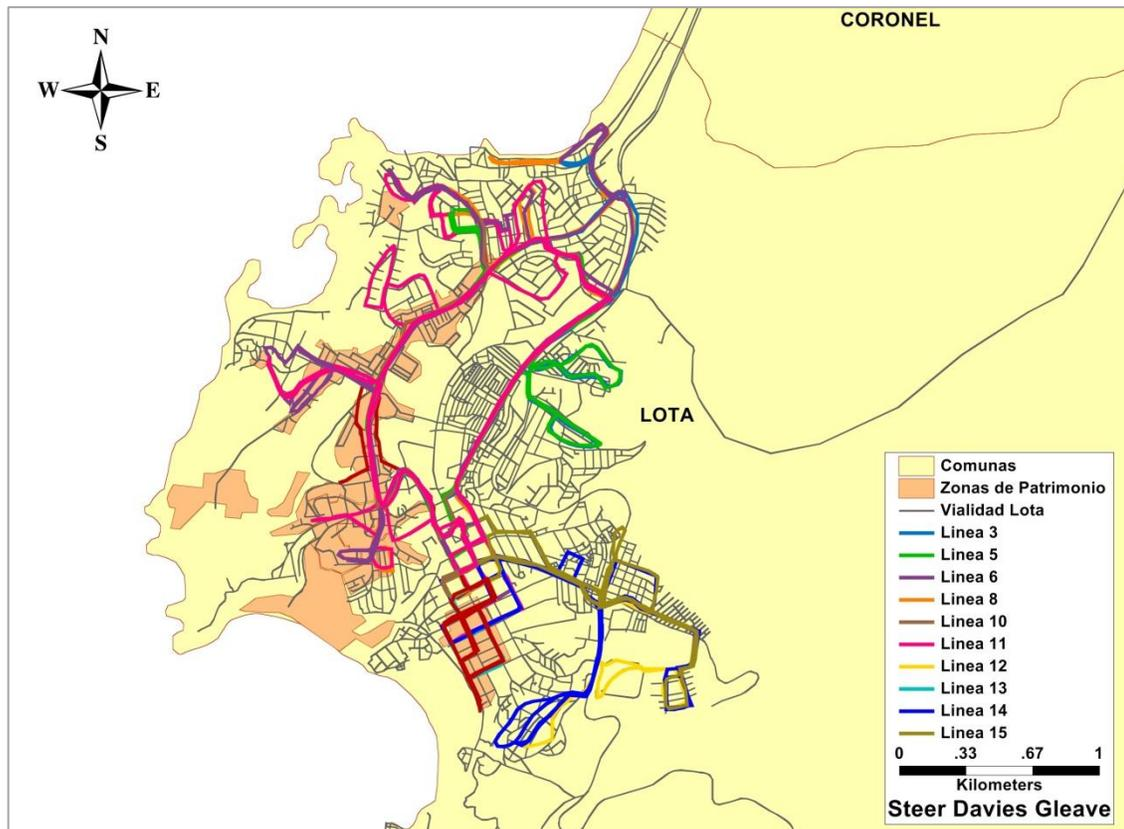 CORONEL
N
W E
S
LOTA
Comunas
Zonas de Patrimonio
Vialidad Lota
Linea 3
Linea 5
Linea 6
Linea 8
Linea 10
Linea 11
Linea 12
Linea 13
Linea 14
Linea 15
0 .33 .67 1
Kilometers
Steer Davies Gleave